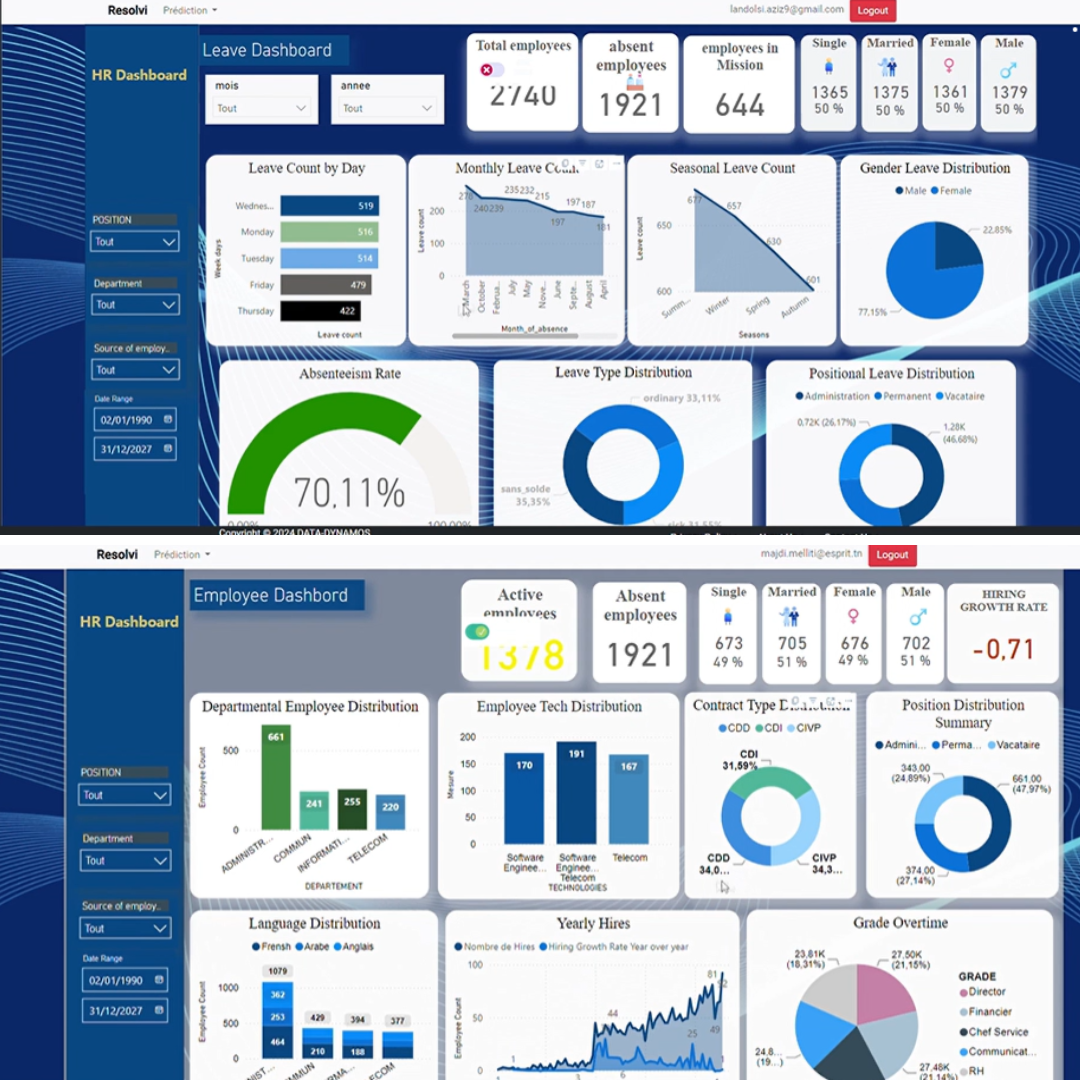 Resolvi Prédiction landolsi.aziz9@gmail.com Logout
HR Dashboard
Leave Dashboard
mois
Tout
annee
Tout
Total employees
2740
absent employees
1921
employees in Mission
644
Single
1365
50 %
Married
1375
50 %
Female
1361
50 %
Male
1379
50 %
POSITION
Tout
Department
Tout
Source of employ..
Tout
Date Range
02/01/1990
31/12/2027
Leave Count by Day
Week days
Wednes... 519
Monday 516
Tuesday 514
Friday 479
Thursday 422
Leave count
Monthly Leave
Leave count
200
100
0
278 240 239 235 232 215 197 197 187 181
March October Februa... July May Nove... June Septe... August April
Month_of_absence
Seasonal Leave Count
Leave count
650
600
677 657 630 601
Summ... Winter Spring Autumn
Seasons
Gender Leave Distribution
Male Female
22,85%
77,15%
Absenteeism Rate
70,11%
0,00% 100,00%
Leave Type Distribution
ordinary 33,11%
sans_solde
35,35%
sick 31,55%
Positional Leave Distribution
Administration Permanent Vacataire
0,72K (26,17%)
1,28K
(46,68%)
Copyright © 2024 DATA-DYNAMOS
Resolvi Prédiction majdi.melliti@esprit.tn Logout
HR Dashboard
Employee Dashbord
Active
employees
1378
Absent
employees
1921
Single
673
49 %
Married
705
51 %
Female
676
49 %
Male
702
51 %
HIRING
GROWTH RATE
-0,71
POSITION
Tout
Department
Tout
Source of employ..
Tout
Date Range
02/01/1990
31/12/2027
Departmental Employee Distribution
Employee Count
500
0
661 241 255 220
ADMINISTR... COMMUN INFORMATI... TELECOM
DEPARTEMENT
Employee Tech Distribution
Mesure
200
150
100
50
0
170 191 167
Software Enginee...
Software Enginee... Telecom
Telecom
TECHNOLOGIES
Contract Type
CDD CDI CIVP
CDI
31,59%
CDD
34,0...
CIVP
34,3...
Position Distribution
Summary
Admini... Perma... Vacataire
343,00
(24,89%)
661,00
(47,97%)
374,00
(27,14%)
Language Distribution
Frensh Arabe Anglais
Employee Count
1000
500
0
1079
362
253
464
429
210
394
188
377
Yearly Hires
Nombre de Hires Hiring Growth Rate Year over year
Employee Count
100
50
0
1 44 81 92 25 49 1
3 6
Grade Overtime
23,81K
(18,31%)
27,50K
(21,15%)
24,8...
(19...)
27,48K
(21,14%)
GRADE
Director
Financier
Chef Service
Communicat...
RH